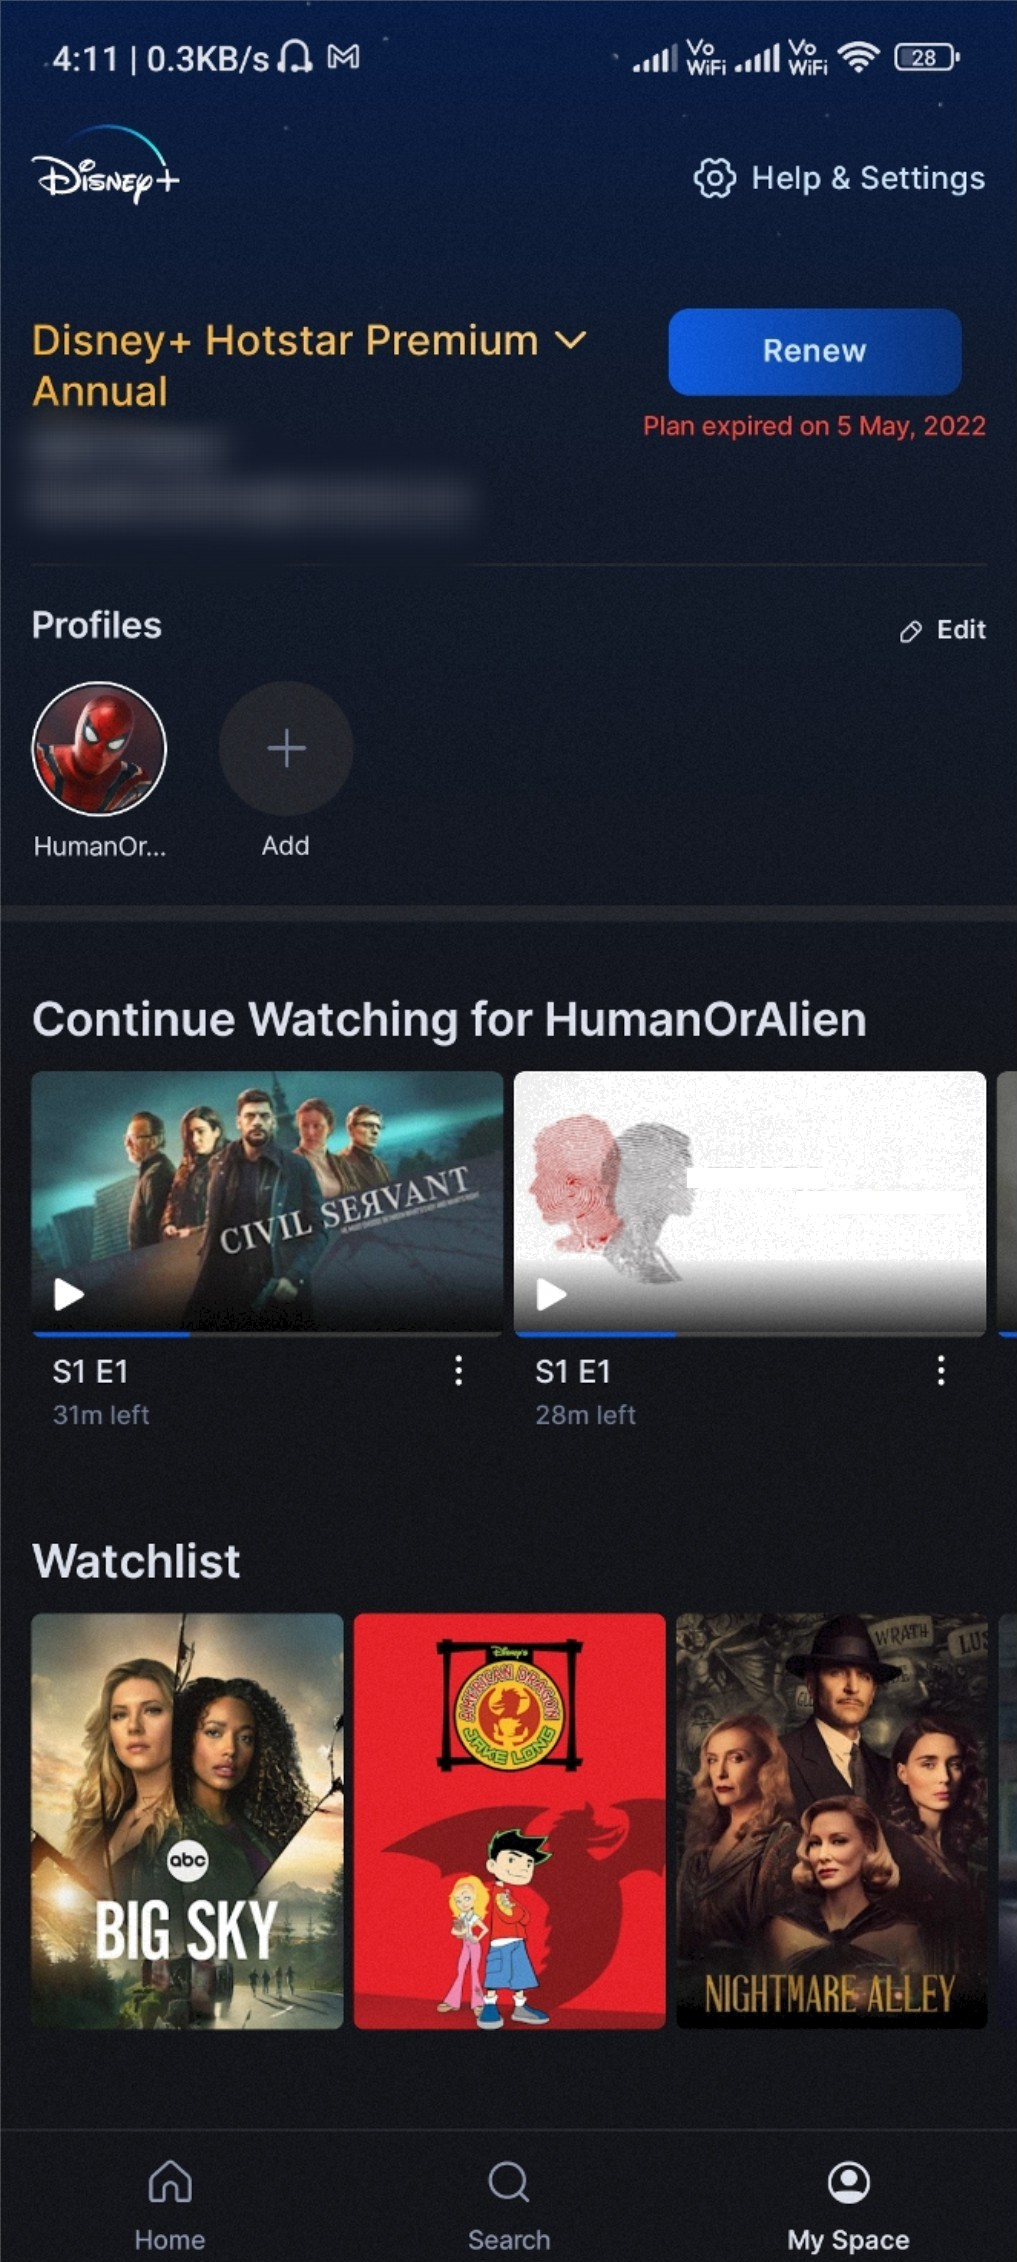 4:11 | 0.3KB/s
Vo WiFi Vo WiFi 28
Disney+
Help & Settings
Disney+ Hotstar Premium
Annual
Renew
Plan expired on 5 May, 2022
Profiles
Edit
HumanOr...
Add
Continue Watching for HumanOrAlien
CIVIL SEЯVANT
S1 E1
31m left
S1 E1
28m left
Watchlist
abc
BIG SKY
Disney's
AMERICAN DRAGON
JAKE LONG
WRATH
LUS
NIGHTMARE ALLEY
Home
Search
My Space